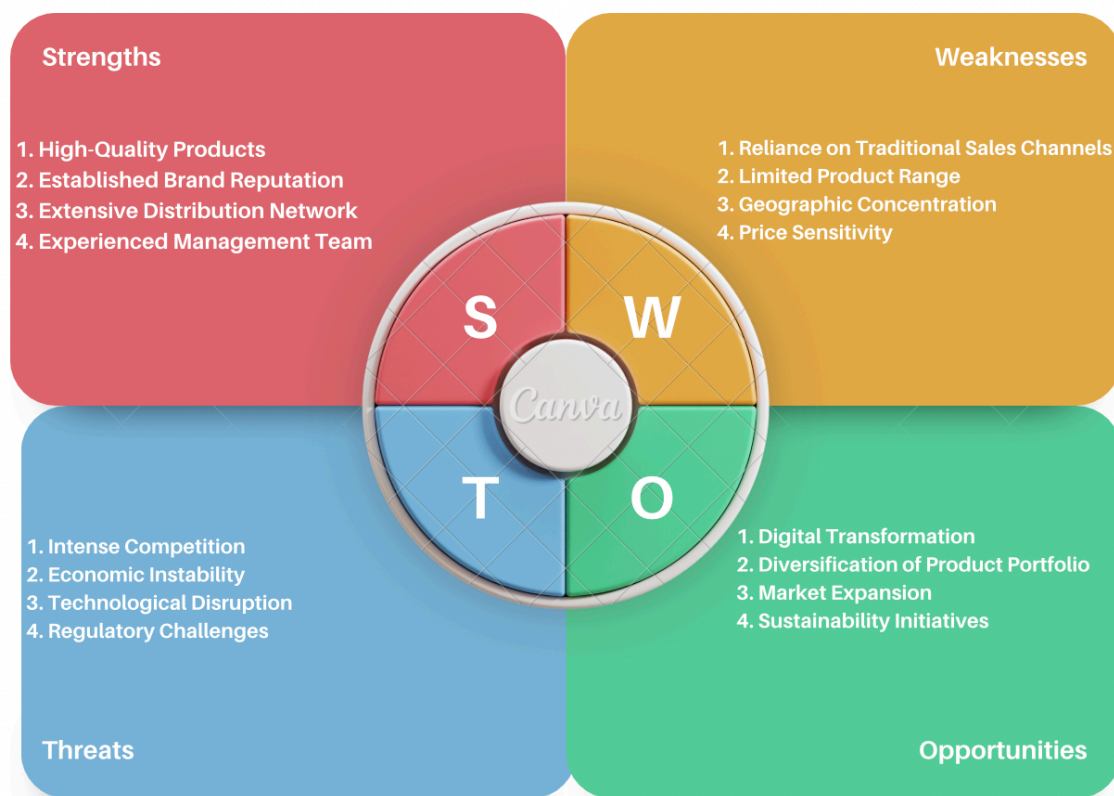 Strengths
1. High-Quality Products
2. Established Brand Reputation
3. Extensive Distribution Network
4. Experienced Management Team
Weaknesses
1. Reliance on Traditional Sales Channels
2. Limited Product Range
3. Geographic Concentration
4. Price Sensitivity
S
W
Canva
T
O
1. Intense Competition
2. Economic Instability
3. Technological Disruption
4. Regulatory Challenges
Threats
1. Digital Transformation
2. Diversification of Product Portfolio
3. Market Expansion
4. Sustainability Initiatives
Opportunities